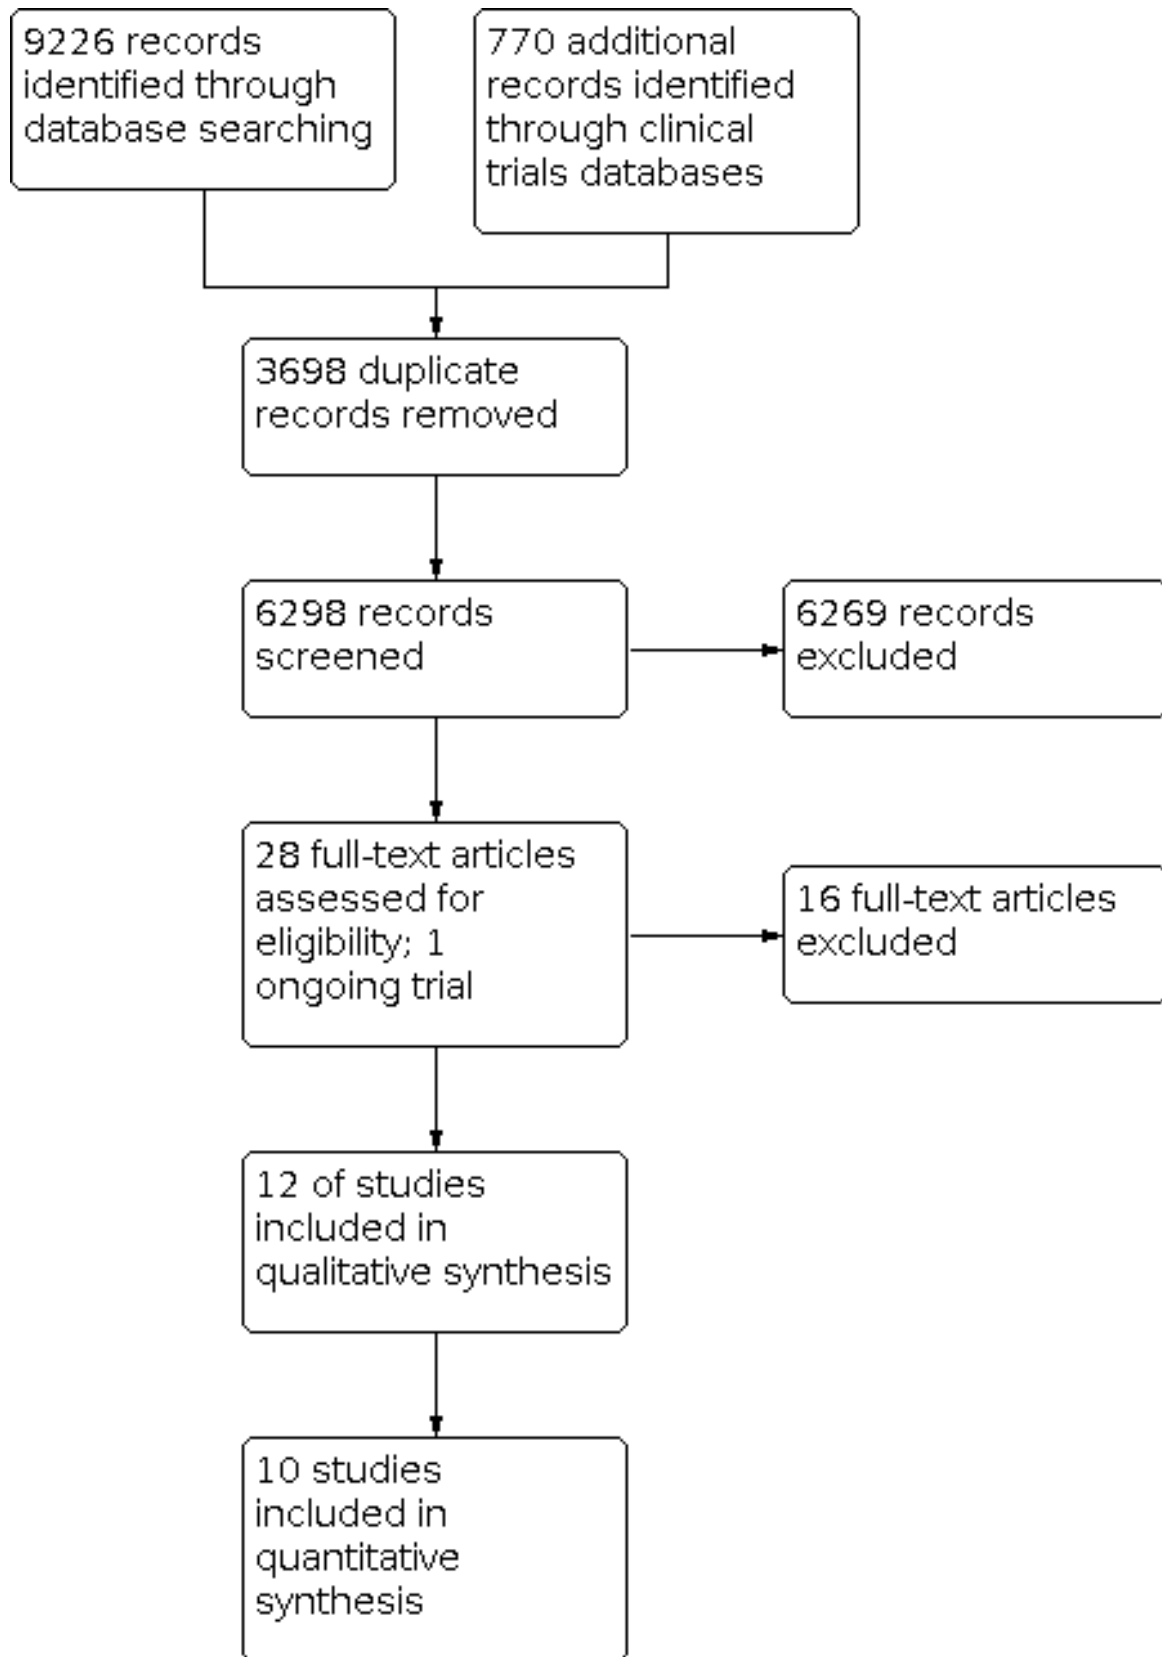 9226 records
identified through
database searching
770 additional
records identified
through clinical
trials databases
3698 duplicate
records removed
6298 records
screened
6269 records
excluded
28 full-text articles
assessed for
eligibility; 1
ongoing trial
16 full-text articles
excluded
12 of studies
included in
qualitative synthesis
10 studies
included in
quantitative
synthesis